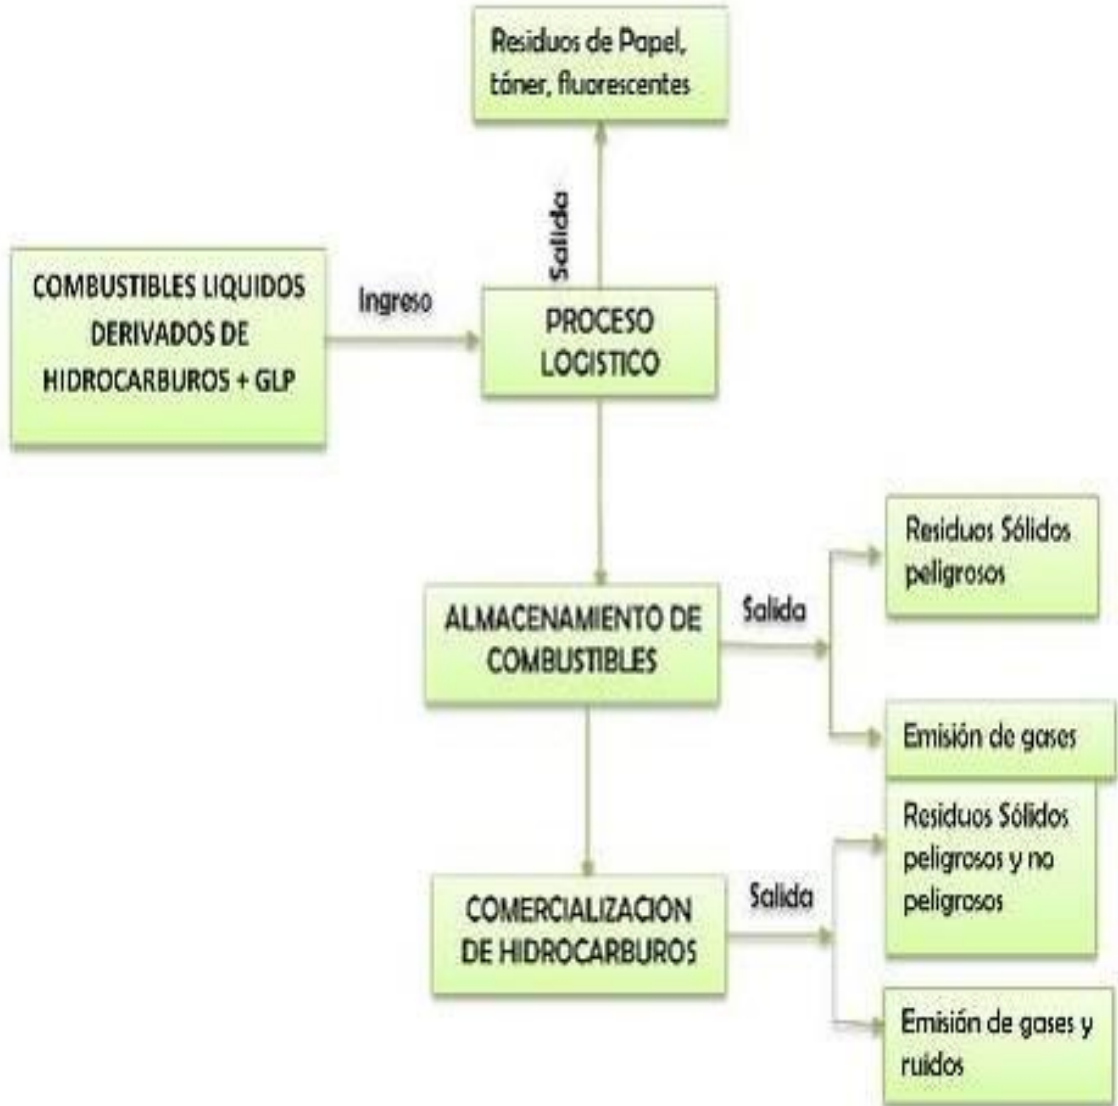 Residuos de Papel,
tóner, fluorescentes
Salida
COMBUSTIBLES LIQUIDOS
DERIVADOS DE
HIDROCARBUROS + GLP
Ingreso
PROCESO
LOGISTICO
ALMACENAMIENTO DE
COMBUSTIBLES
Salida
Residuos Sólidos
peligrosos
Emisión de gases
COMERCIALIZACION
DE HIDROCARBUROS
Salida
Residuos Sólidos
peligrosos y no
peligrosos
Emisión de gases y
ruidos